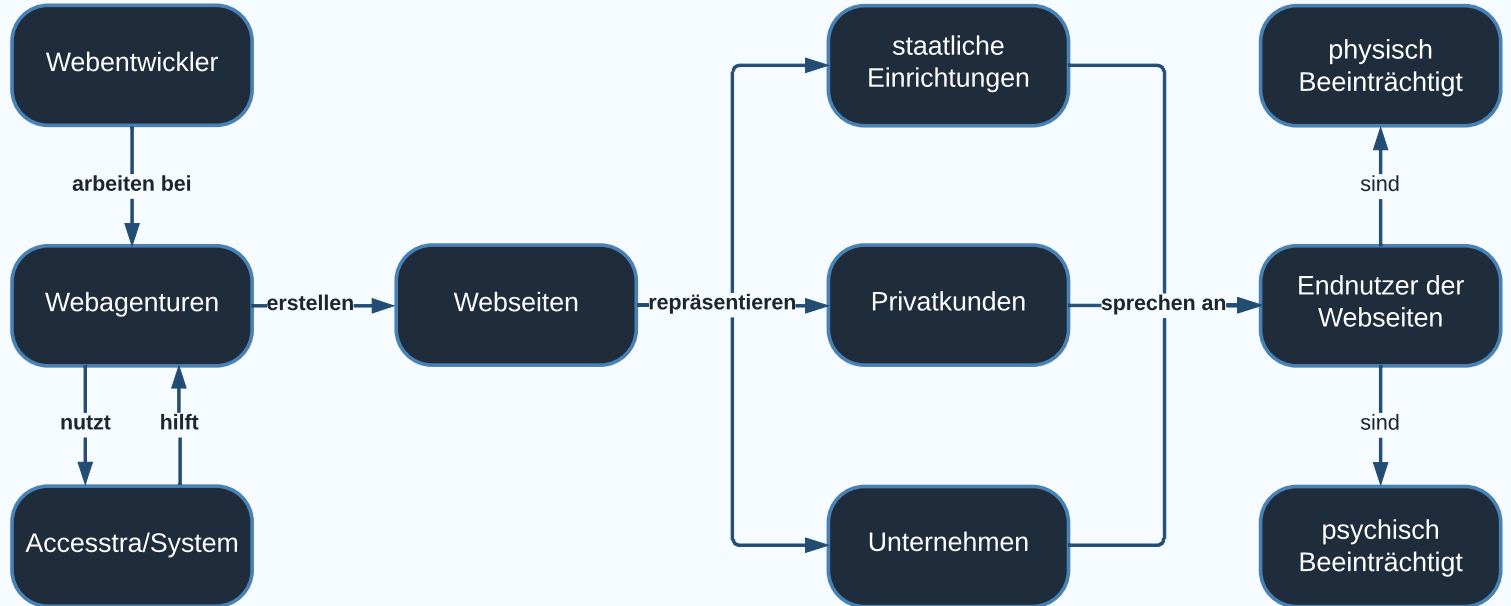 Webentwickler
arbeiten bei
Webagenturen
nutzt
hilft
Accesstra/System
erstellen
Webseiten
repräsentieren
staatliche
Einrichtungen
Privatkunden
Unternehmen
sprechen an
physisch
Beeinträchtigt
sind
Endnutzer der
Webseiten
sind
psychisch
Beeinträchtigt